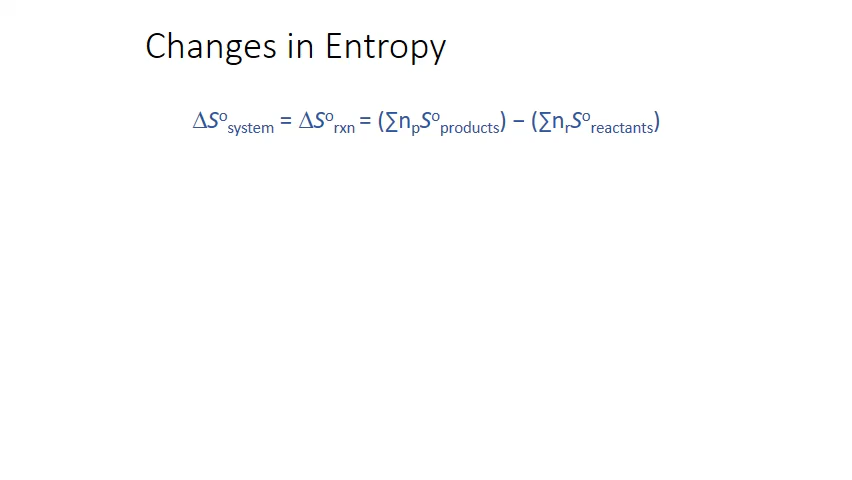 Changes in Entropy
ΔS°system = ΔS°rxn = (∑npS°products) – (∑nrS°reactants)